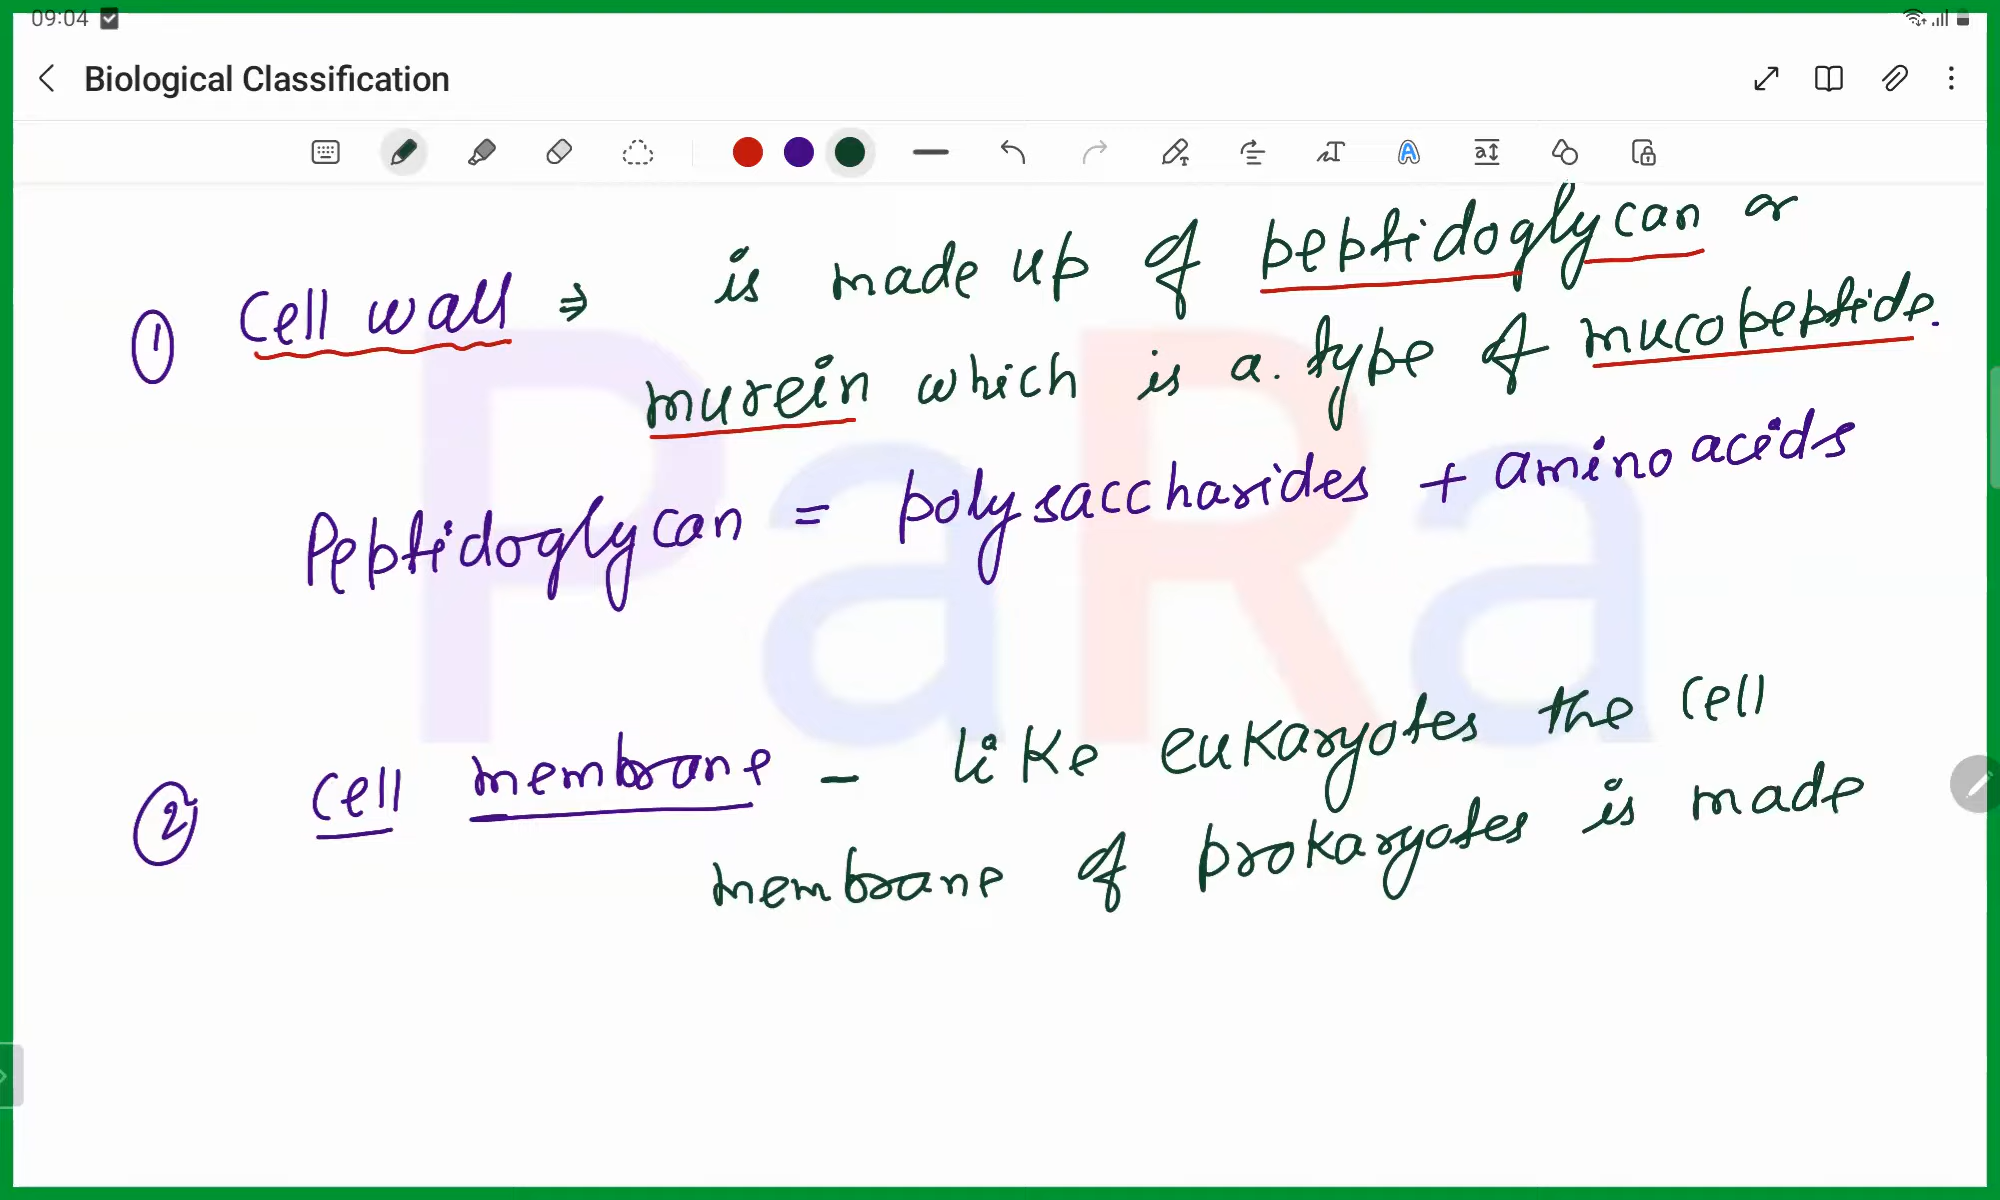 09:04
Biological Classification
① Cell wall ⇒ is made up of peptidoglycan or
murein which is a. type of mucopeptide.
Peptidoglycan = polysaccharides + amino acids
② Cell membrane - like eukaryotes the cell
membrane of prokaryotes is made
PaRa